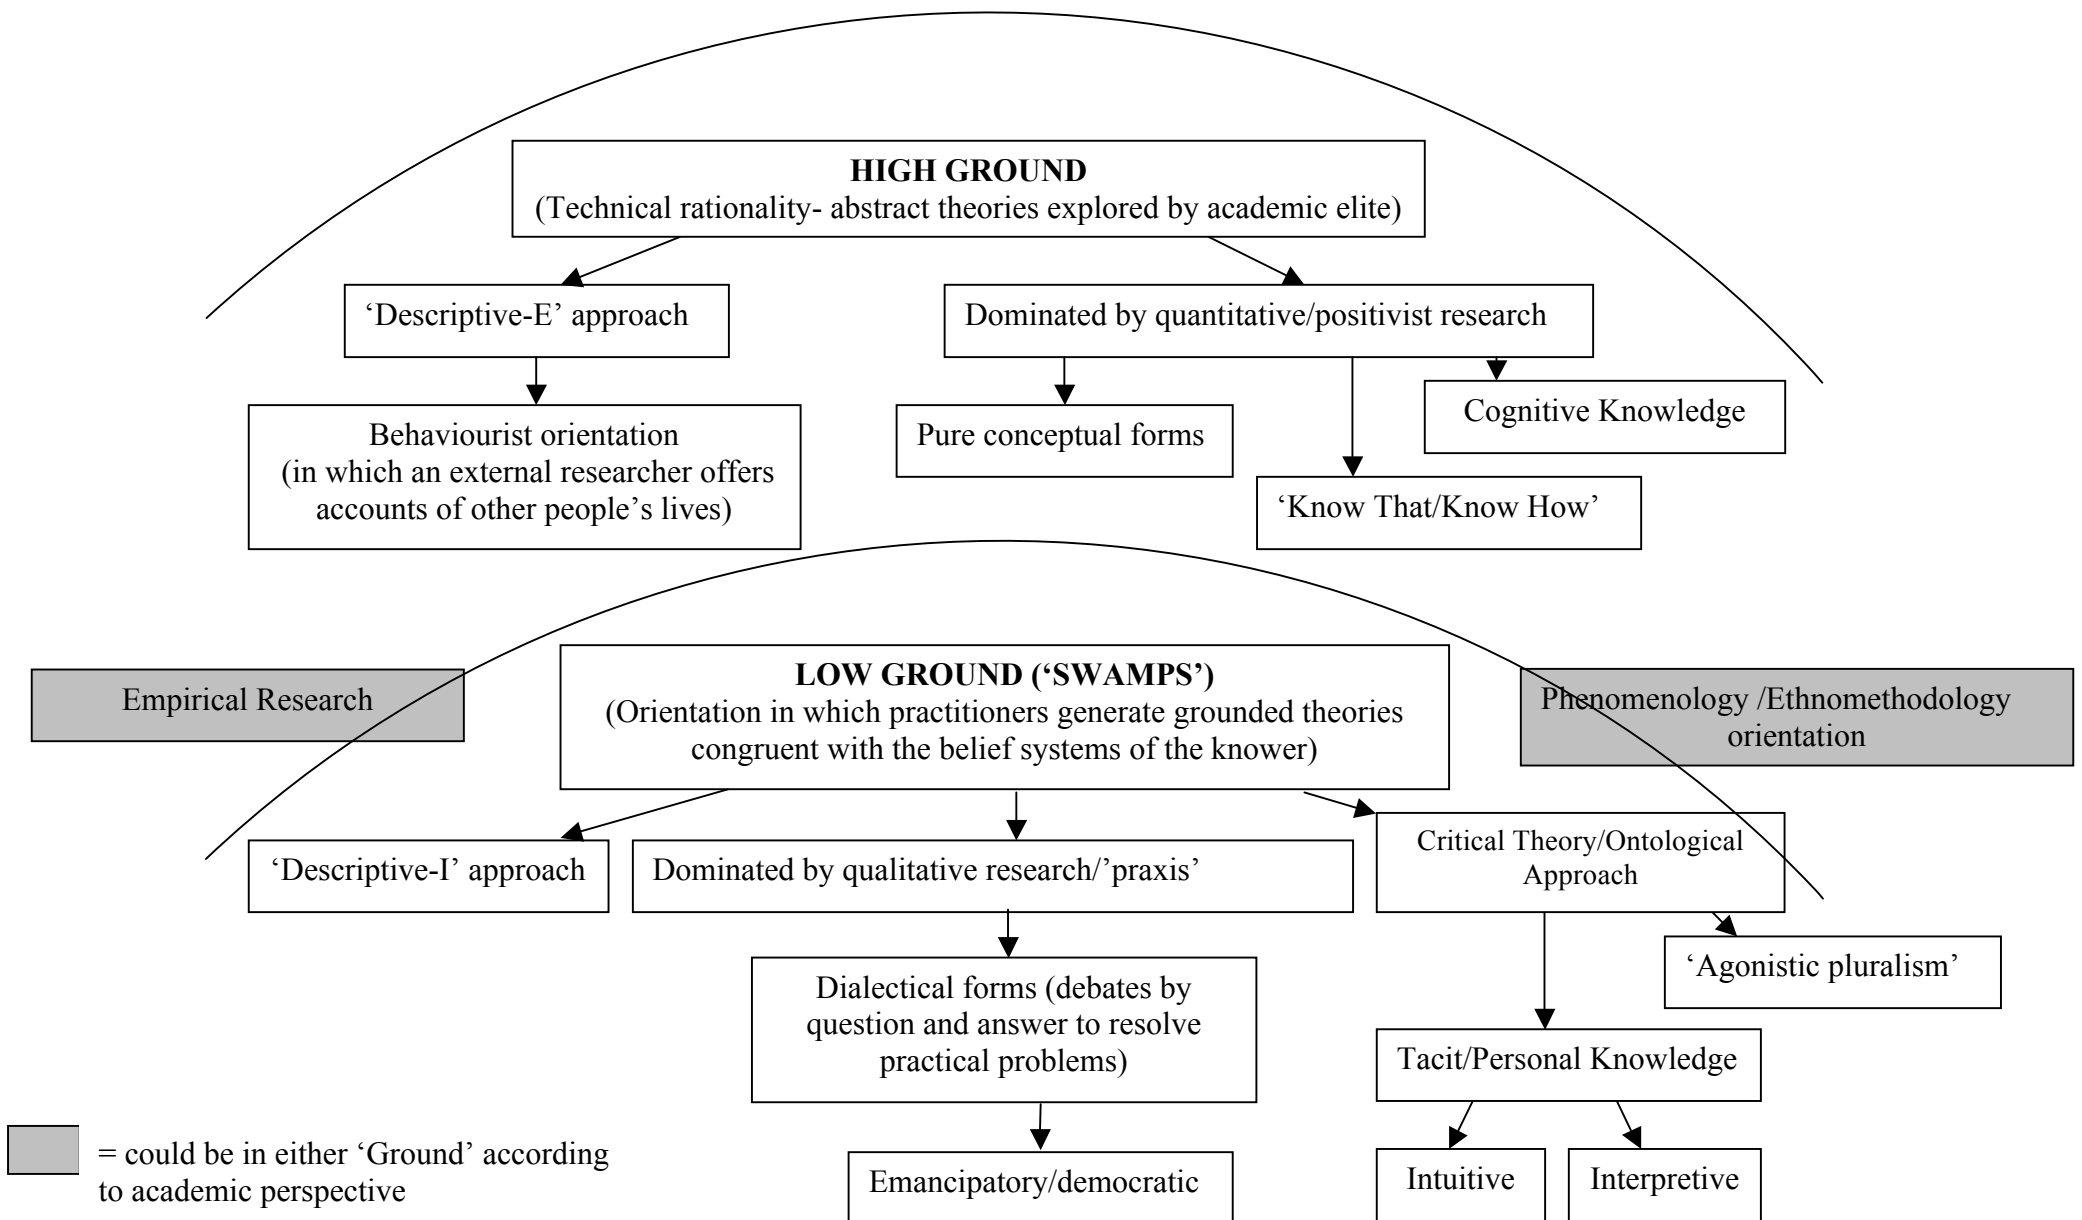 HIGH GROUND
(Technical rationality- abstract theories explored by academic elite)
‘Descriptive-E’ approach
Dominated by quantitative/positivist research
Behaviourist orientation
(in which an external researcher offers
accounts of other people’s lives)
Pure conceptual forms
Cognitive Knowledge
‘Know That/Know How’
Empirical Research
LOW GROUND (‘SWAMPS’)
(Orientation in which practitioners generate grounded theories
congruent with the belief systems of the knower)
Phenomenology /Ethnomethodology
orientation
‘Descriptive-I’ approach
Dominated by qualitative research/’praxis’
Critical Theory/Ontological
Approach
‘Agonistic pluralism’
Dialectical forms (debates by
question and answer to resolve
practical problems)
Tacit/Personal Knowledge
Emancipatory/democratic
Intuitive
Interpretive
= could be in either ‘Ground’ according
to academic perspective